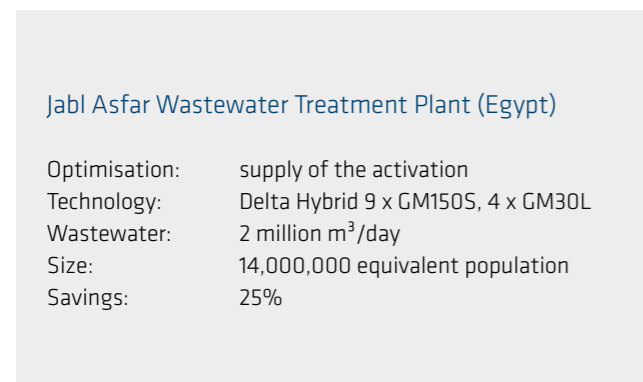 Jabl Asfar Wastewater Treatment Plant (Egypt)
Optimisation: supply of the activation
Technology: Delta Hybrid 9 x GM150S, 4 x GM30L
Wastewater: 2 million m³/day
Size: 14,000,000 equivalent population
Savings: 25%